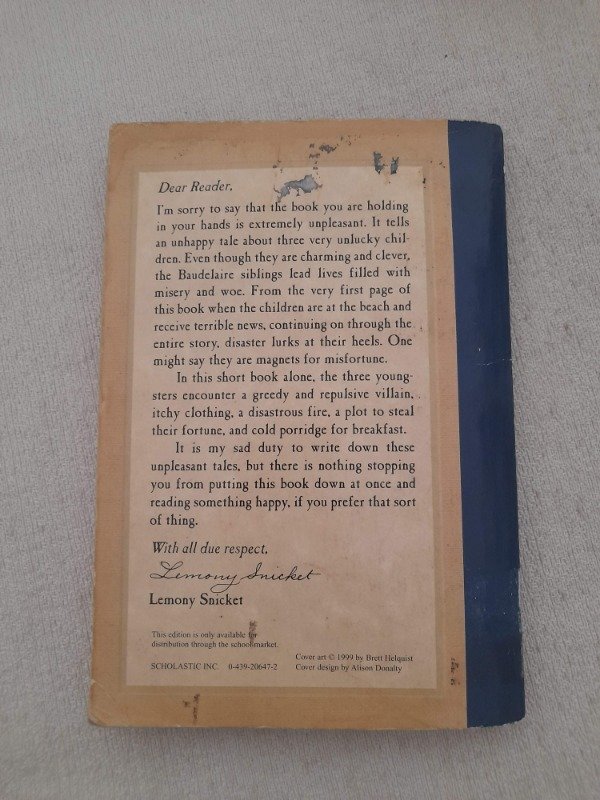 Dear Reader,
I'm sorry to say that the book you are holding
in your hands is extremely unpleasant. It tells
an unhappy tale about three very unlucky chil-
dren. Even though they are charming and clever,
the Baudelaire siblings lead lives filled with
misery and woe. From the very first page of
this book when the children are at the beach and
receive terrible news, continuing on through the
entire story, disaster lurks at their heels. One
might say they are magnets for misfortune.
In this short book alone, the three young-
sters encounter a greedy and repulsive villain,
itchy clothing, a disastrous fire, a plot to steal
their fortune, and cold porridge for breakfast.
It is my sad duty to write down these
unpleasant tales, but there is nothing stopping
you from putting this book down at once and
reading something happy, if you prefer that sort
of thing.
With all due respect,
Lemony Snicket
Lemony Snicket
This edition is only available for
distribution through the school market.
SCHOLASTIC INC. 0-439-20647-2
Cover art © 1999 by Brett Helquist
Cover design by Alison Donalty